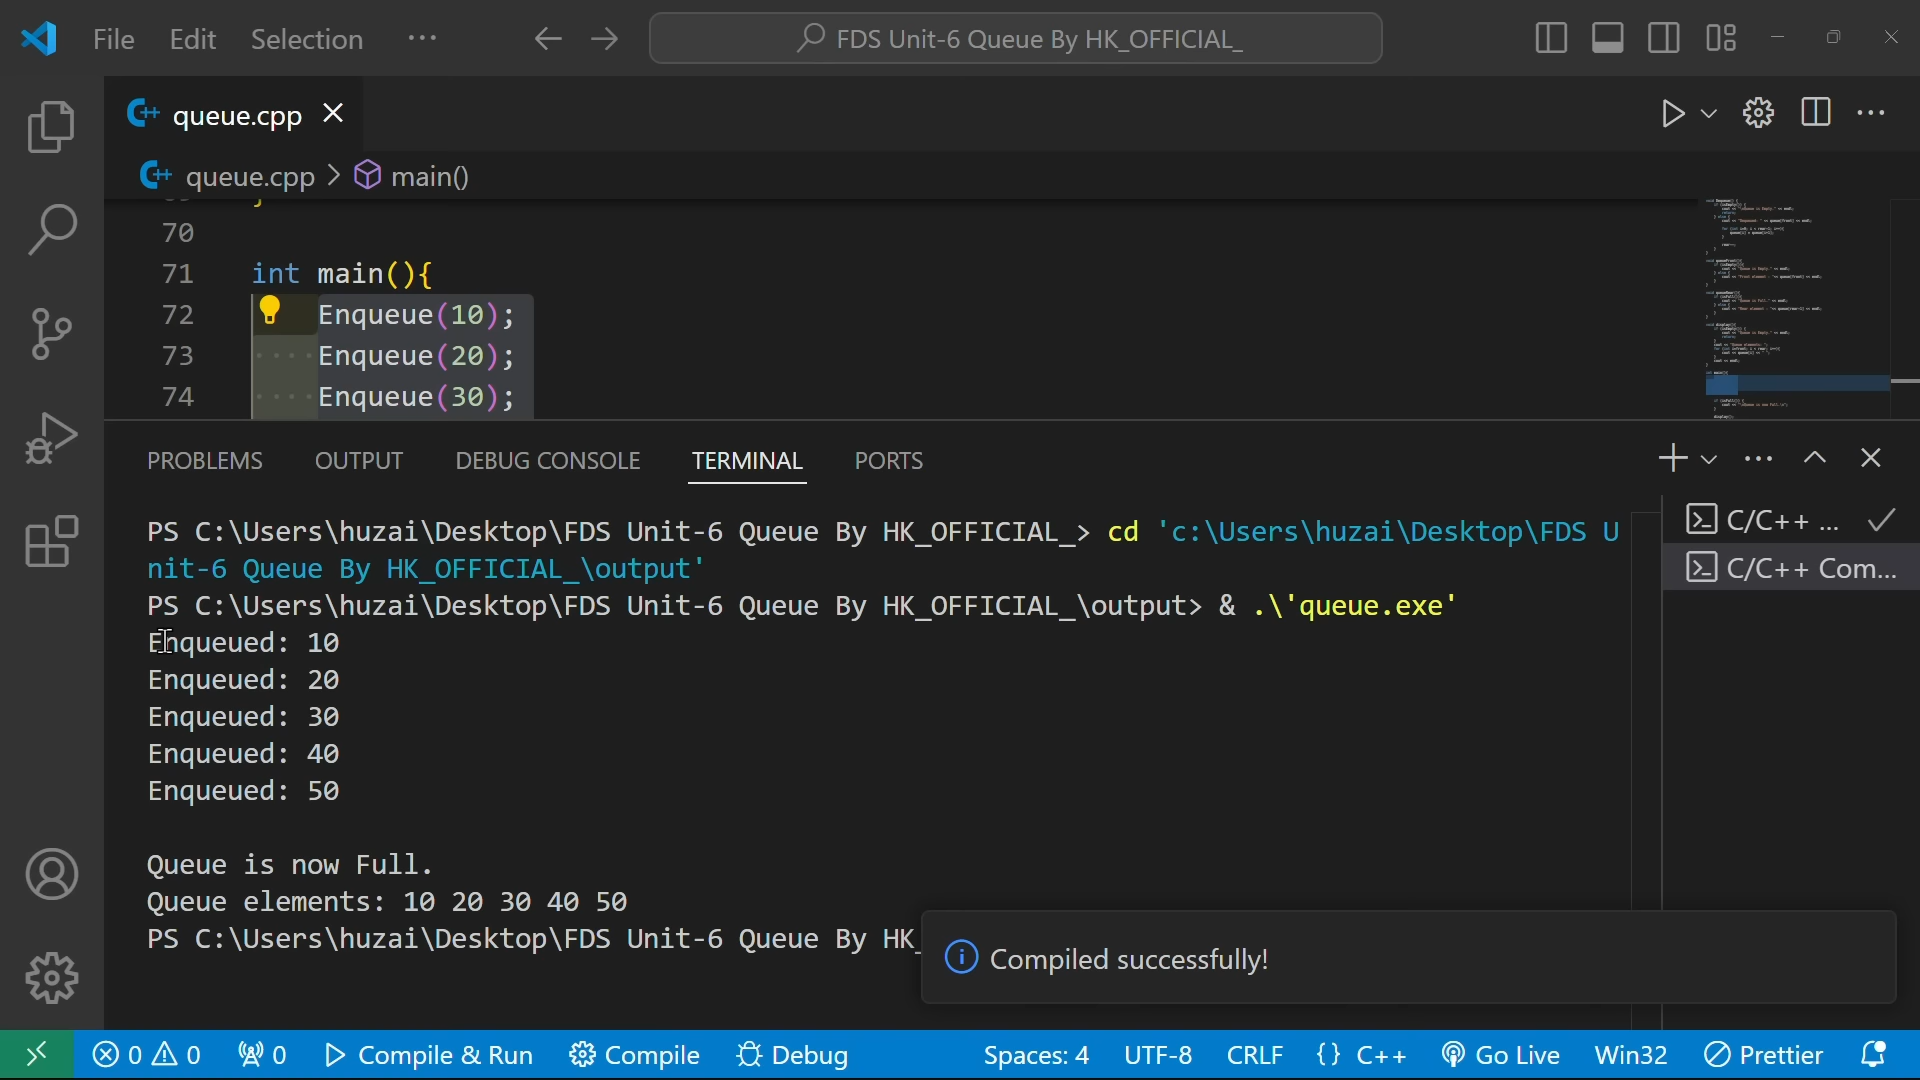 File Edit Selection ··· FDS Unit-6 Queue By HK_OFFICIAL_
queue.cpp
queue.cpp > main()
70
71 int main(){
72 Enqueue(10);
73 Enqueue(20);
74 Enqueue(30);
PROBLEMS OUTPUT DEBUG CONSOLE TERMINAL PORTS
PS C:\Users\huzai\Desktop\FDS Unit-6 Queue By HK_OFFICIAL_> cd 'c:\Users\huzai\Desktop\FDS U
nit-6 Queue By HK_OFFICIAL_\output'
PS C:\Users\huzai\Desktop\FDS Unit-6 Queue By HK_OFFICIAL_\output> & .\'queue.exe'
Enqueued: 10
Enqueued: 20
Enqueued: 30
Enqueued: 40
Enqueued: 50
Queue is now Full.
Queue elements: 10 20 30 40 50
PS C:\Users\huzai\Desktop\FDS Unit-6 Queue By HK_
C/C++ ...
C/C++ Com...
Compiled successfully!
0 0 0 Compile & Run Compile Debug Spaces: 4 UTF-8 CRLF {} C++ Go Live Win32 Prettier